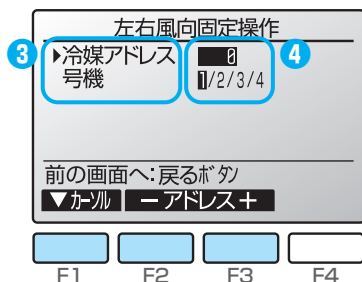 左右風向固定操作
3 ▶冷媒アドレス 0 4
号機 1/2/3/4
前の画面へ:戻るボタン
▼カーソル ーアドレス+
F1 F2 F3 F4